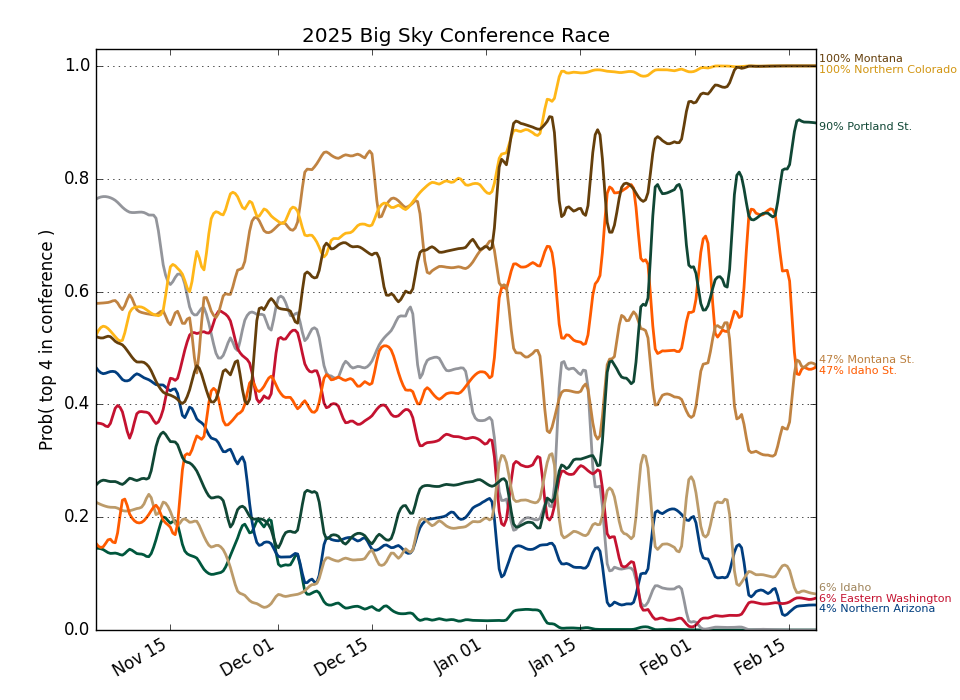 2025 Big Sky Conference Race
Prob( top 4 in conference )
1.0
0.8
0.6
0.4
0.2
0.0
Nov 15
Dec 01
Dec 15
Jan 01
Jan 15
Feb 01
Feb 15
100% Montana
100% Northern Colorado
90% Portland St.
47% Montana St.
47% Idaho St.
6% Idaho
6% Eastern Washington
4% Northern Arizona